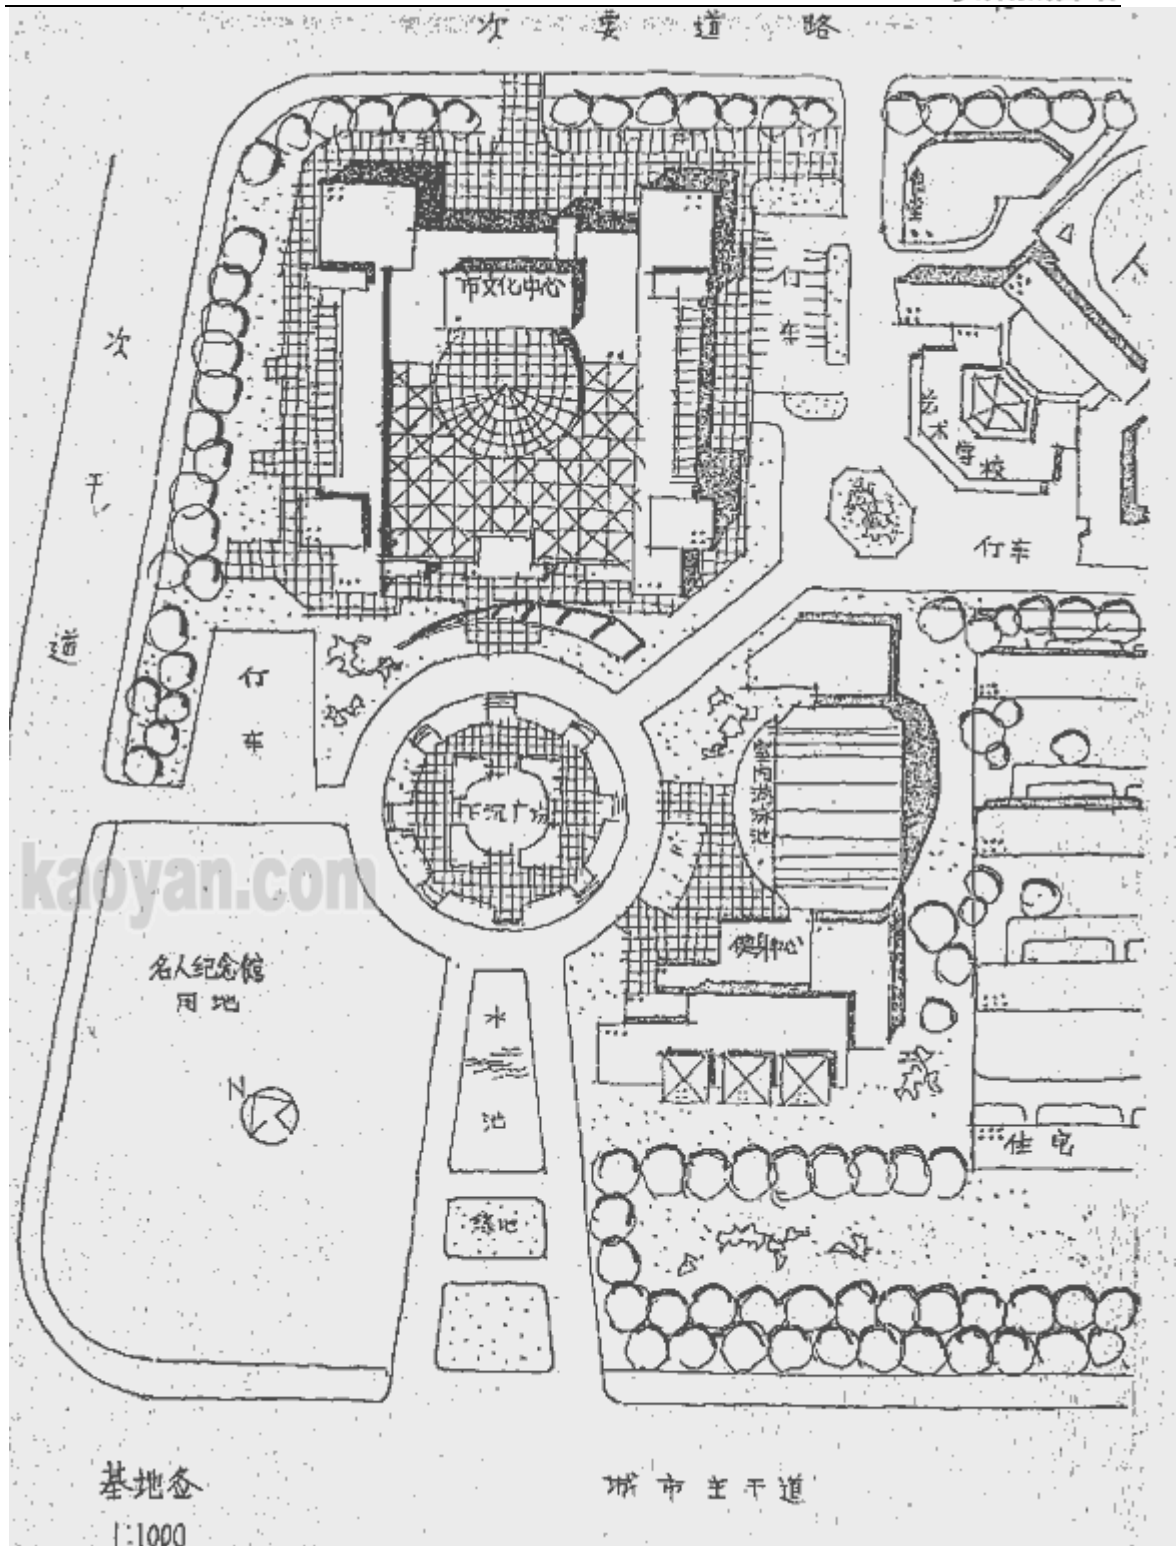 次要道路
市文化中心
行车
次干道
艺术学校
行车
行车
下沉广场
室内游泳池
健身中心
kaoyan.com
名人纪念馆
用地
N
水池
绿地
住宅
城市主干道
1:1000